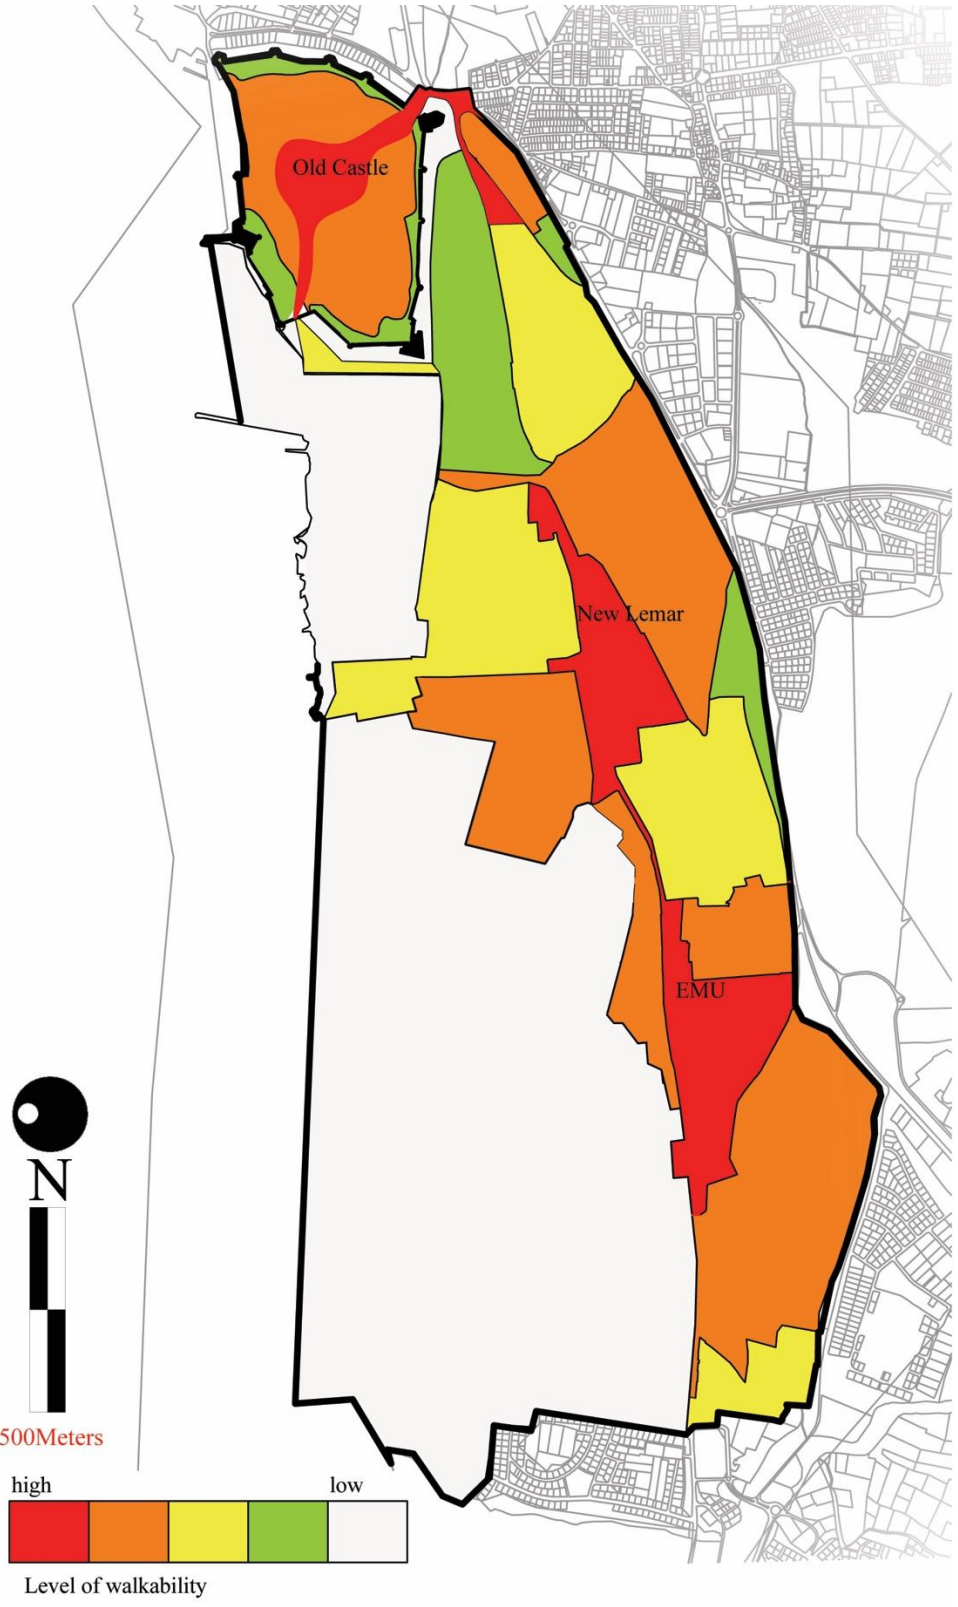 Old Castle
New Lemar
EMU
N
500Meters
high low
Level of walkability